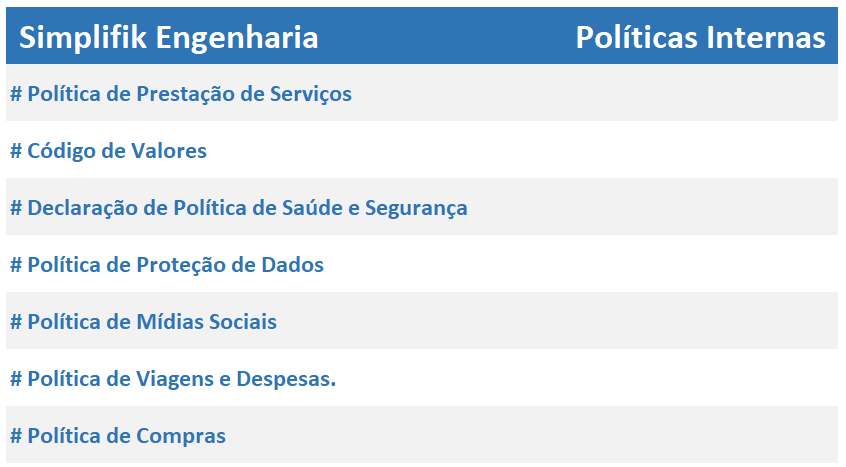 Simplifik Engenharia Políticas Internas
# Política de Prestação de Serviços
# Código de Valores
# Declaração de Política de Saúde e Segurança
# Política de Proteção de Dados
# Política de Mídias Sociais
# Política de Viagens e Despesas.
# Política de Compras